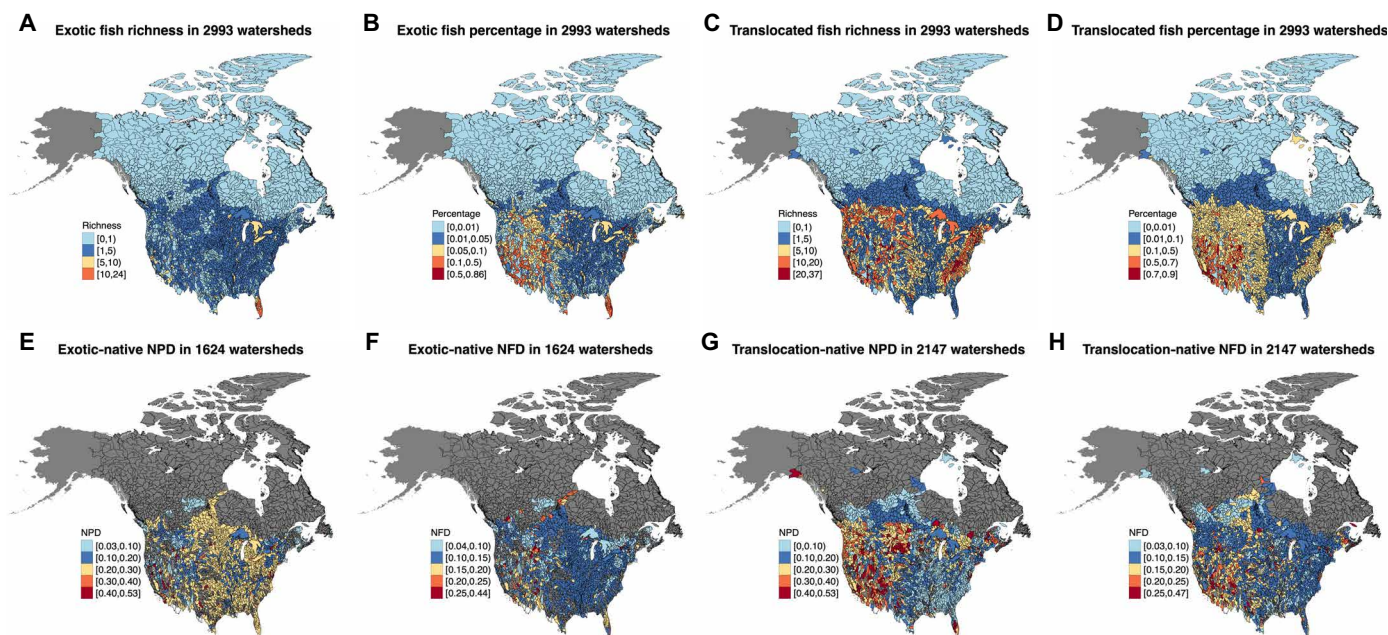 A
Exotic fish richness in 2993 watersheds
Richness
[0,1)
[1,5)
[5,10)
[10,24]
B
Exotic fish percentage in 2993 watersheds
Percentage
[0,0.01)
[0.01,0.05)
[0.05,0.1)
[0.1,0.5)
[0.5,0.86]
C
Translocated fish richness in 2993 watersheds
Richness
[0,1)
[1,5)
[5,10)
[10,20)
[20,37]
D
Translocated fish percentage in 2993 watersheds
Percentage
[0,0.01)
[0.01,0.1)
[0.1,0.5)
[0.5,0.7)
[0.7,0.9]
E
Exotic-native NPD in 1624 watersheds
NPD
[0.03,0.10)
[0.10,0.20)
[0.20,0.30)
[0.30,0.40)
[0.40,0.53]
F
Exotic-native NFD in 1624 watersheds
NFD
[0.04,0.10)
[0.10,0.15)
[0.15,0.20)
[0.20,0.25)
[0.25,0.44]
G
Translocation-native NPD in 2147 watersheds
NPD
[0,0.10)
[0.10,0.20)
[0.20,0.30)
[0.30,0.40)
[0.40,0.53]
H
Translocation-native NFD in 2147 watersheds
NFD
[0.03,0.10)
[0.10,0.15)
[0.15,0.20)
[0.20,0.25)
[0.25,0.47]